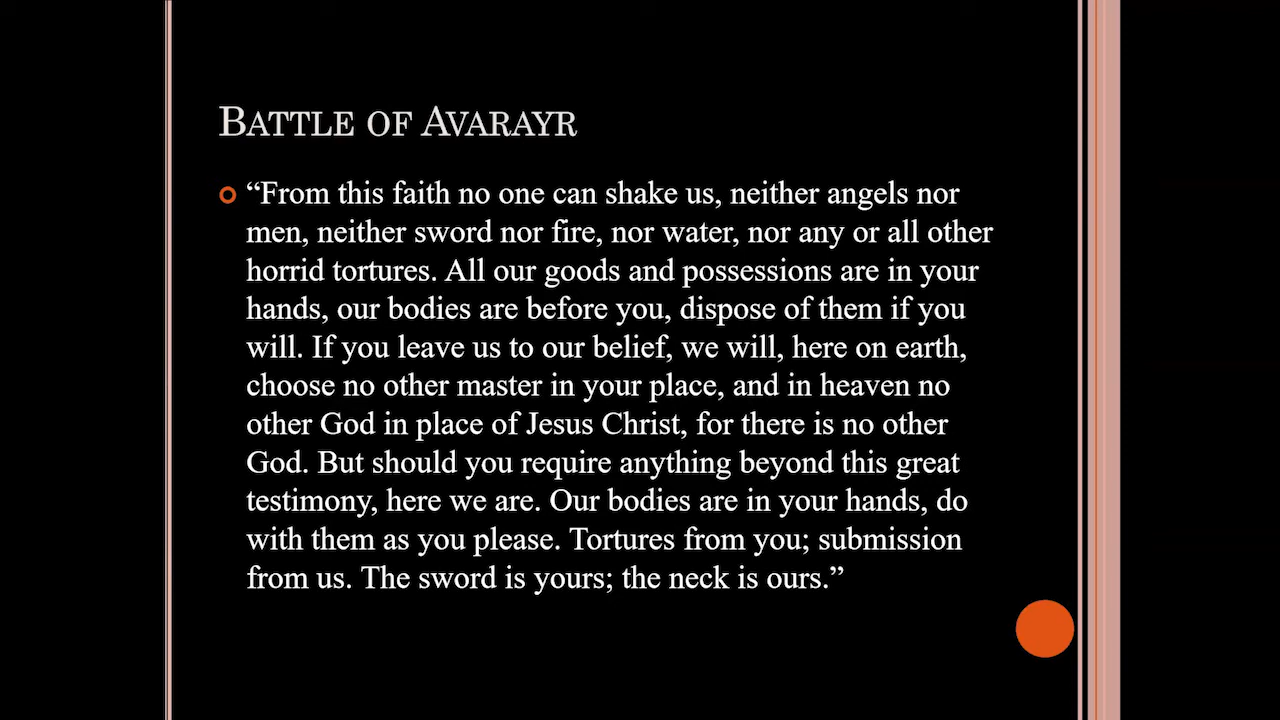 BATTLE OF AVARAYR
“From this faith no one can shake us, neither angels nor
men, neither sword nor fire, nor water, nor any or all other
horrid tortures. All our goods and possessions are in your
hands, our bodies are before you, dispose of them if you
will. If you leave us to our belief, we will, here on earth,
choose no other master in your place, and in heaven no
other God in place of Jesus Christ, for there is no other
God. But should you require anything beyond this great
testimony, here we are. Our bodies are in your hands, do
with them as you please. Tortures from you; submission
from us. The sword is yours; the neck is ours.”